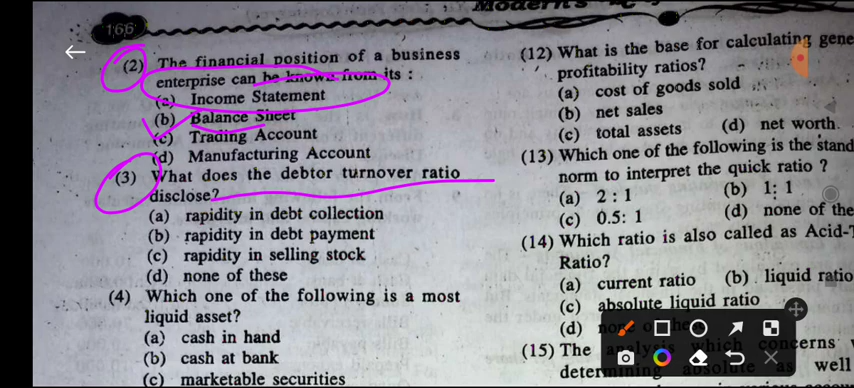 166
Modern's
(2) The financial position of a business
enterprise can be known from its :
(a) Income Statement
(b) Balance Sheet
(c) Trading Account
(d) Manufacturing Account
(3) What does the debtor turnover ratio
disclose?
(a) rapidity in debt collection
(b) rapidity in debt payment
(c) rapidity in selling stock
(d) none of these
(4) Which one of the following is a most
liquid asset?
(a) cash in hand
(b) cash at bank
(c) marketable securities
(12) What is the base for calculating gene
profitability ratios?
(a) cost of goods sold
(b) net sales
(c) total assets (d) net worth.
(13) Which one of the following is the stand
norm to interpret the quick ratio ?
(a) 2 : 1 (b) 1: 1
(c) 0.5: 1 (d) none of the
(14) Which ratio is also called as Acid-T
Ratio?
(a) current ratio (b) liquid ratio
(c) absolute liquid ratio
(d) none of the
(15) The analysis which concerns
determining absolute as well